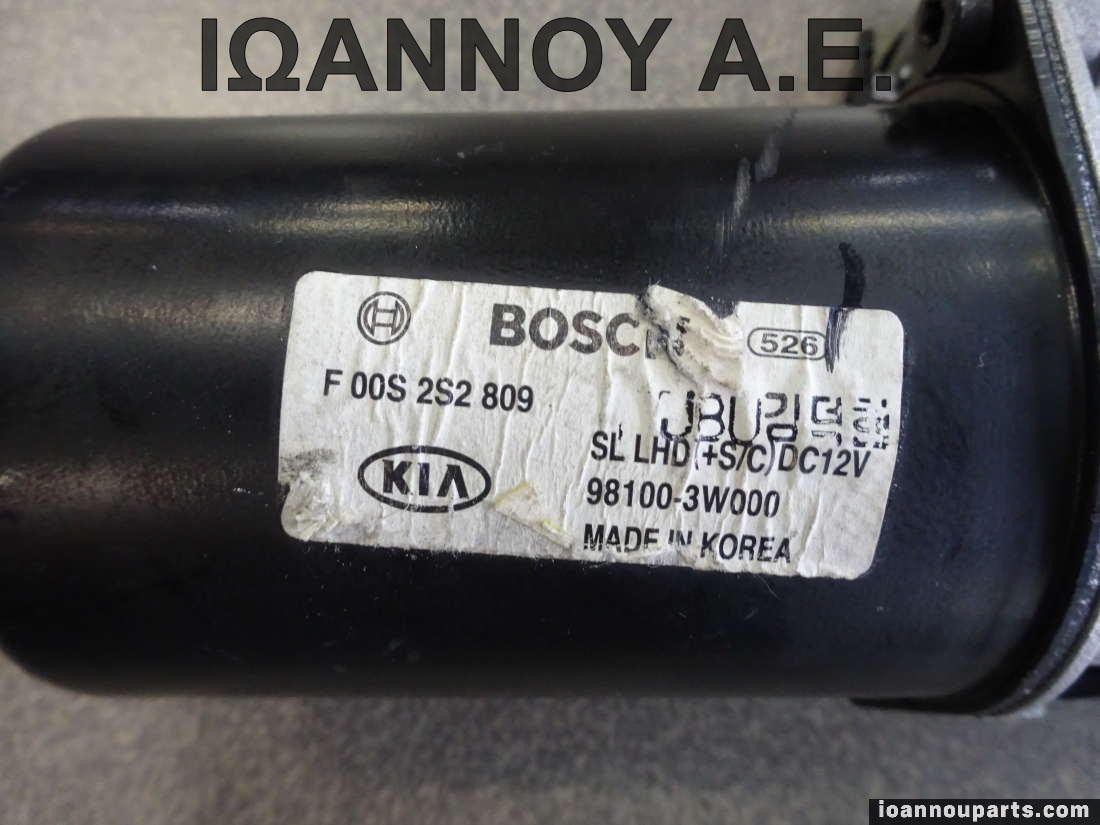 ΙΩΑΝΝΟΥ Α.Ε.
BOSCH
526
F 00S 2S2 809
SL LHD (+S/C) DC12V
KIA
98100-3W000
MADE IN KOREA
ioannouparts.com